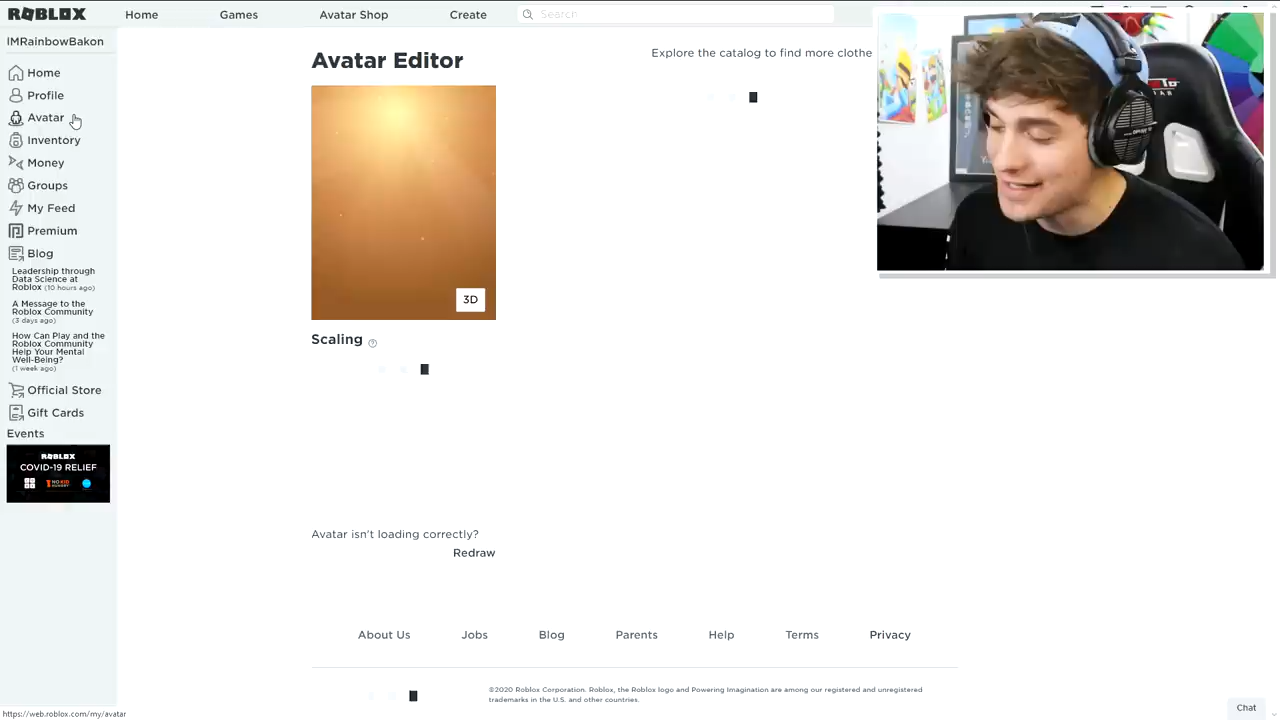 ROBLOX
Home
Games
Avatar Shop
Create
Search
IMRainbowBakon
Home
Profile
Avatar
Inventory
Money
Groups
My Feed
Premium
Blog
Leadership through
Data Science at
Roblox (10 hours ago)
A Message to the
Roblox Community
(3 days ago)
How Can Play and the
Roblox Community
Help Your Mental
Well-Being?
(1 week ago)
Official Store
Gift Cards
Events
ROBLOX
COVID-19 RELIEF
NO KID
HUNGRY
Avatar Editor
Explore the catalog to find more clothe
3D
Scaling
Avatar isn't loading correctly?
Redraw
About Us
Jobs
Blog
Parents
Help
Terms
Privacy
©2020 Roblox Corporation. Roblox, the Roblox logo and Powering Imagination are among our registered and unregistered
trademarks in the U.S. and other countries.
Chat
https://web.roblox.com/my/avatar